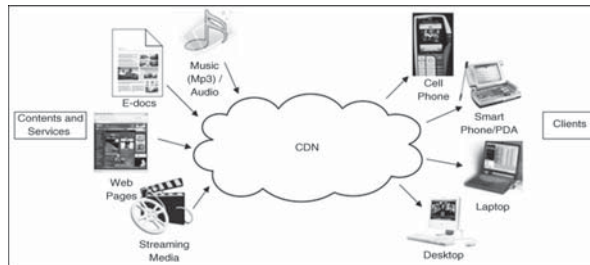 Music
(Mp3) /
Audio
E-docs
Contents and
Services
Web
Pages
Streaming
Media
CDN
Cell
Phone
Smart
Phone/PDA
Clients
Laptop
Desktop